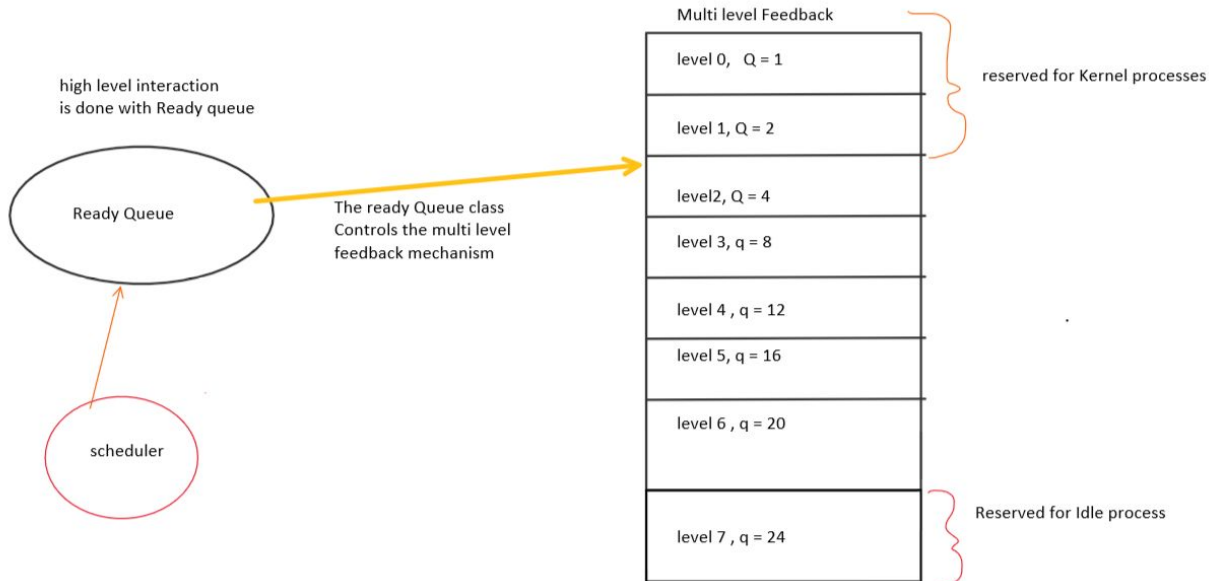 Multi level Feedback
level 0, Q = 1
reserved for Kernel processes
high level interaction
is done with Ready queue
level 1, Q = 2
level2, Q = 4
Ready Queue
The ready Queue class
Controls the multi level
feedback mechanism
level 3, q = 8
level 4 , q = 12
level 5, q = 16
level 6 , q = 20
scheduler
Reserved for Idle process
level 7 , q = 24